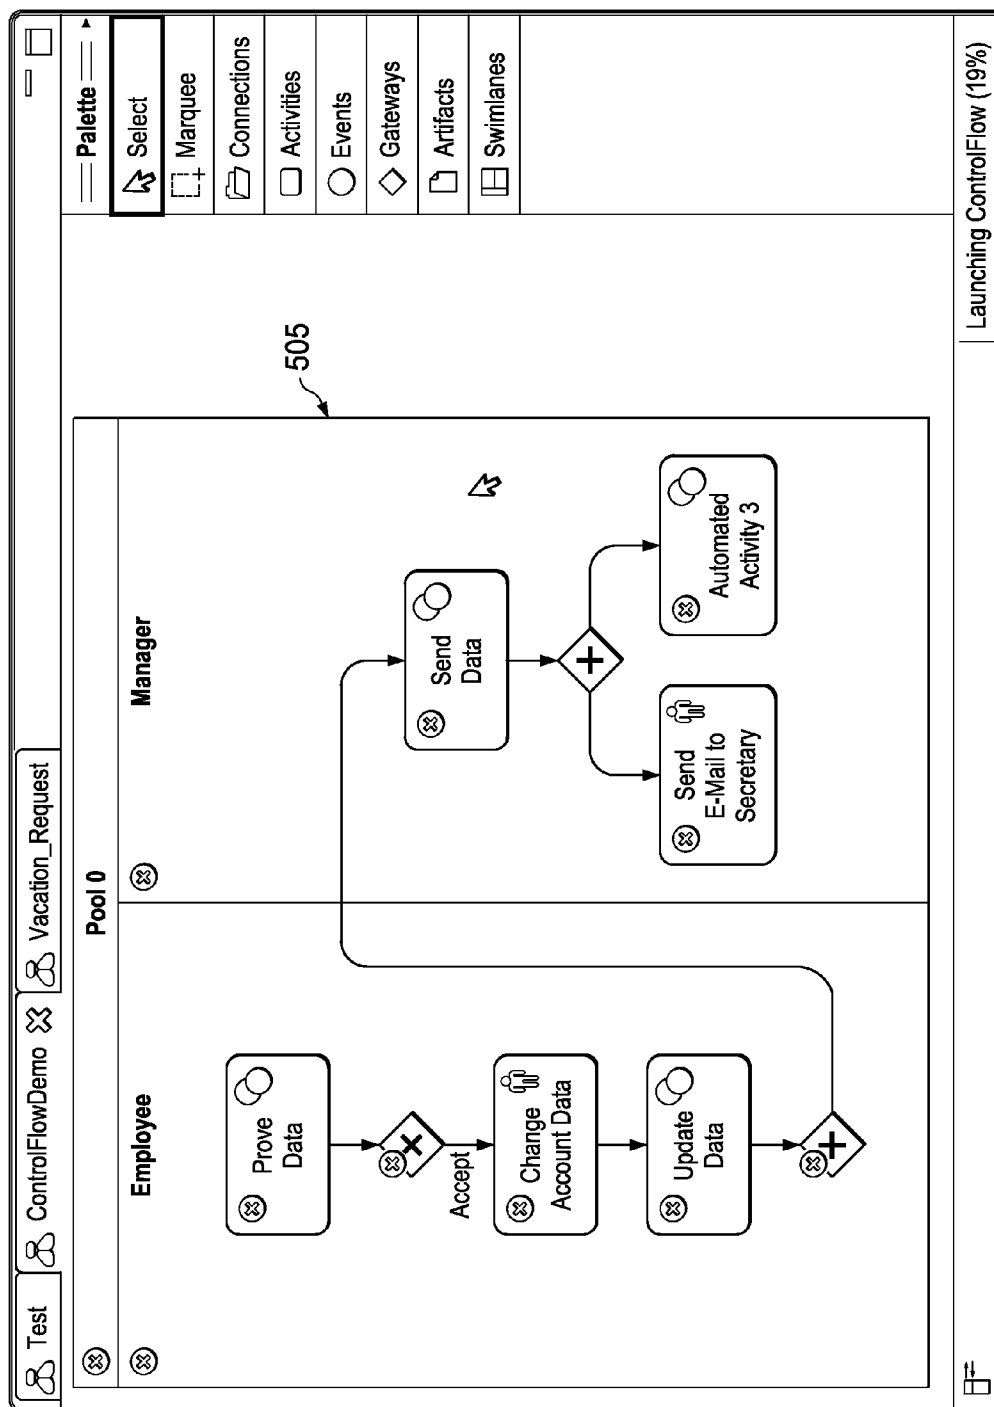 Test
ControlFlowDemo
Vacation_Request
Pool 0
Employee
Manager
Prove
Data
Accept
Change
Account Data
Update
Data
Send
Data
Send
E-Mail to
Secretary
Automated
Activity 3
505
Palette
Select
Marquee
Connections
Activities
Events
Gateways
Artifacts
Swimlanes
Launching ControlFlow (19%)